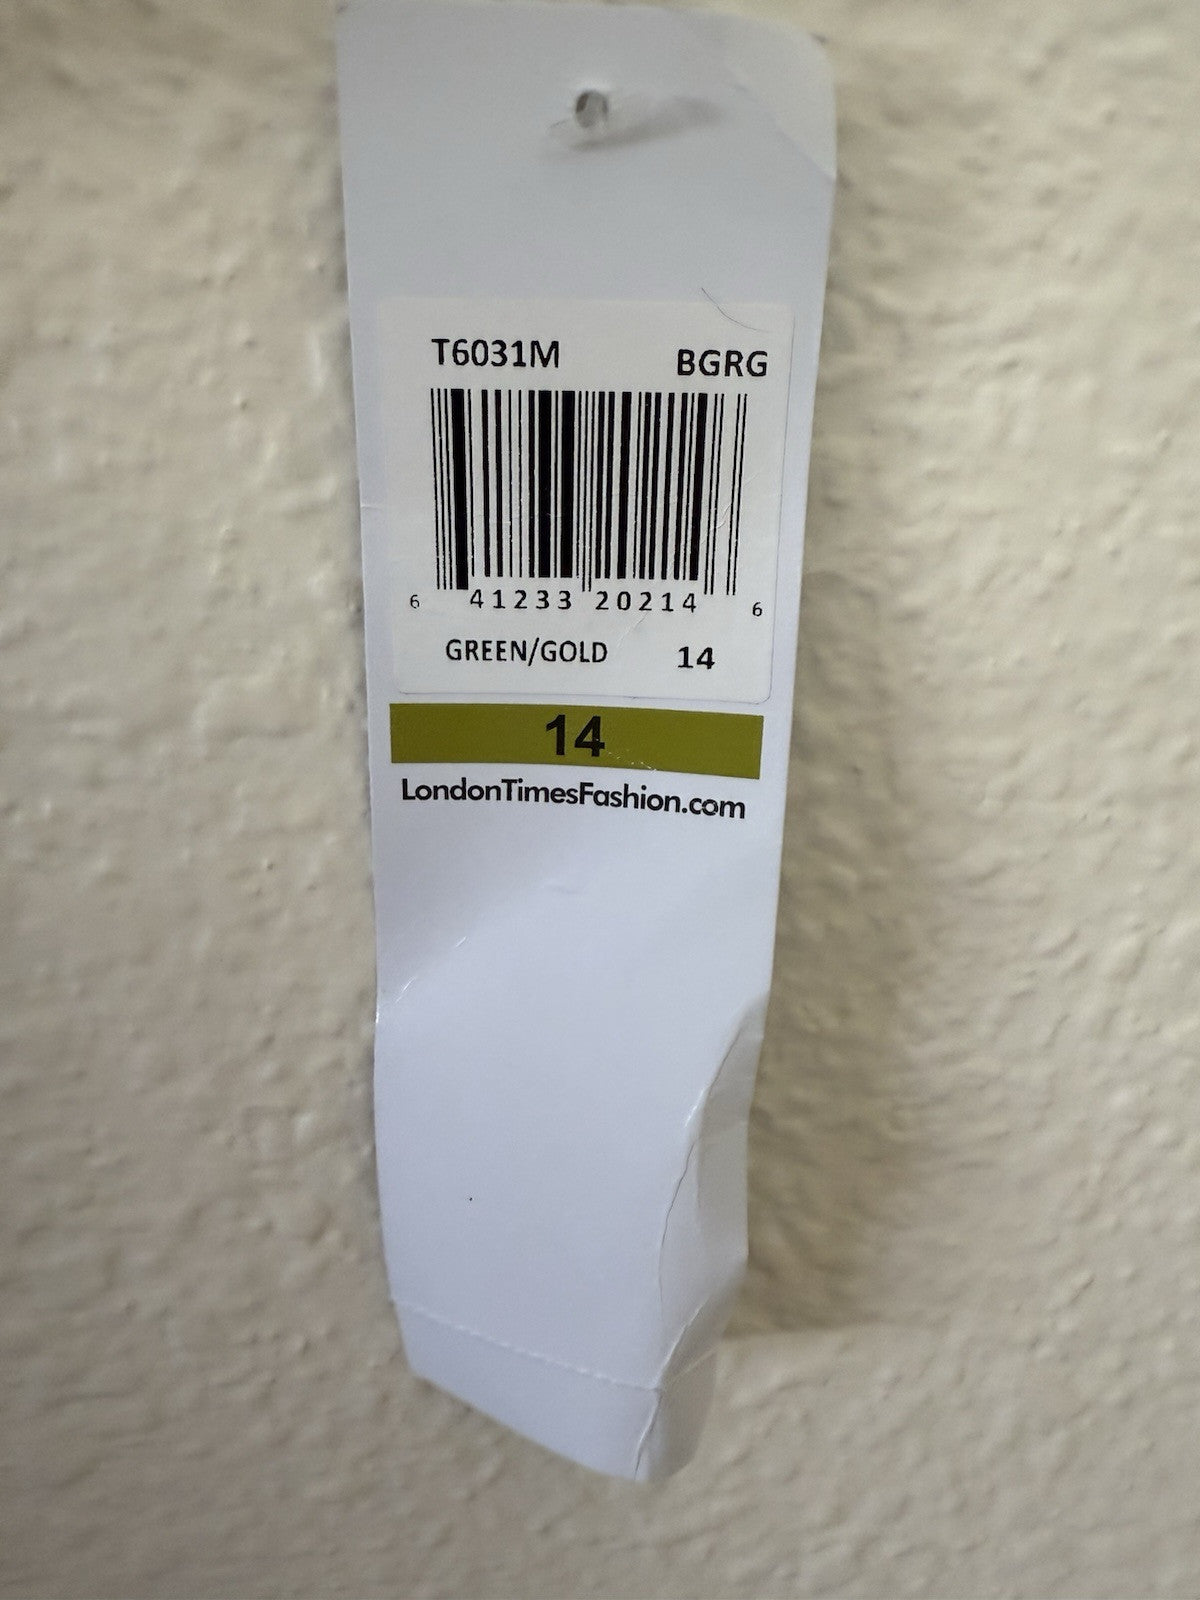 T6031M BGRG
6 41233 20214 6
GREEN/GOLD 14
14
LondonTimesFashion.com